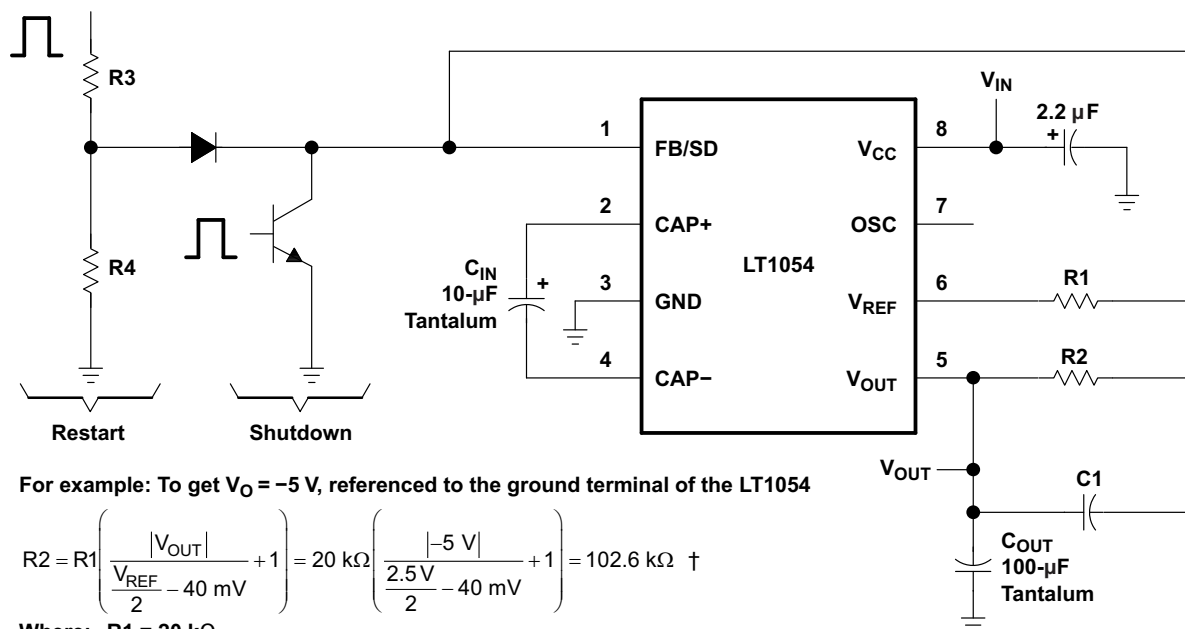 R3
R4
Restart
Shutdown
C_IN
10-μF
Tantalum
1
2
3
4
FB/SD
CAP+
GND
CAP−
LT1054
V_CC
OSC
V_REF
V_OUT
8
7
6
5
V_IN
2.2 μF
+
+
R1
R2
V_OUT
C1
C_OUT
100-μF
Tantalum
For example: To get V_O = −5 V, referenced to the ground terminal of the LT1054
R2 = R1 ( |V_OUT| / ( V_REF / 2 − 40 mV ) + 1 ) = 20 kΩ ( |−5 V| / ( 2.5 V / 2 − 40 mV ) + 1 ) = 102.6 kΩ †